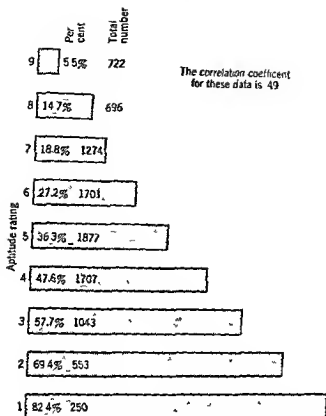 Per cent
Total number
9 5.5% 722
The correlation coefficent
for these data is 49
8 14.7% 696
7 18.8% 1274
6 27.2% 1701
5 36.3% 1877
4 47.6% 1707
3 57.7% 1043
2 69.4% 553
1 82.4% 250
Aptitude rating